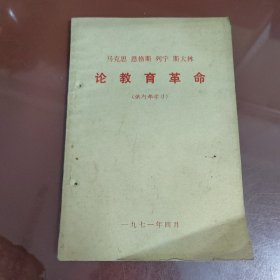 马克思 恩格斯 列宁 斯大林
论教育革命
（供内部学习）
一九七一年四月